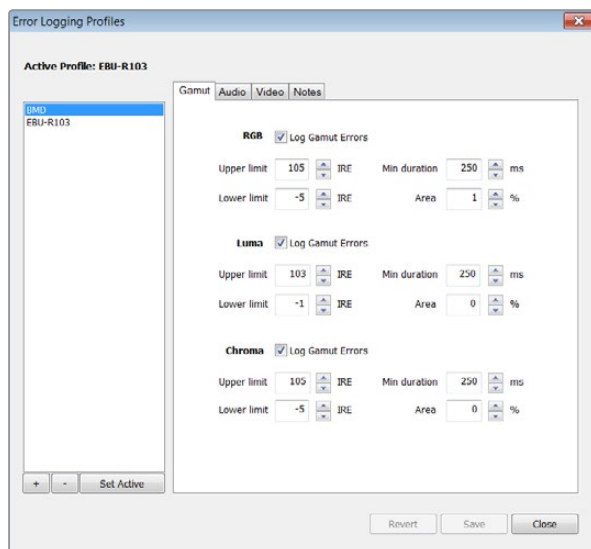 Error Logging Profiles
Active Profile: EBU-R103
BMD
EBU-R103
Gamut Audio Video Notes
RGB Log Gamut Errors
Upper limit 105 IRE Min duration 250 ms
Lower limit -5 IRE Area 1 %
Luma Log Gamut Errors
Upper limit 103 IRE Min duration 250 ms
Lower limit -1 IRE Area 0 %
Chroma Log Gamut Errors
Upper limit 105 IRE Min duration 250 ms
Lower limit -5 IRE Area 0 %
+ - Set Active
Revert Save Close